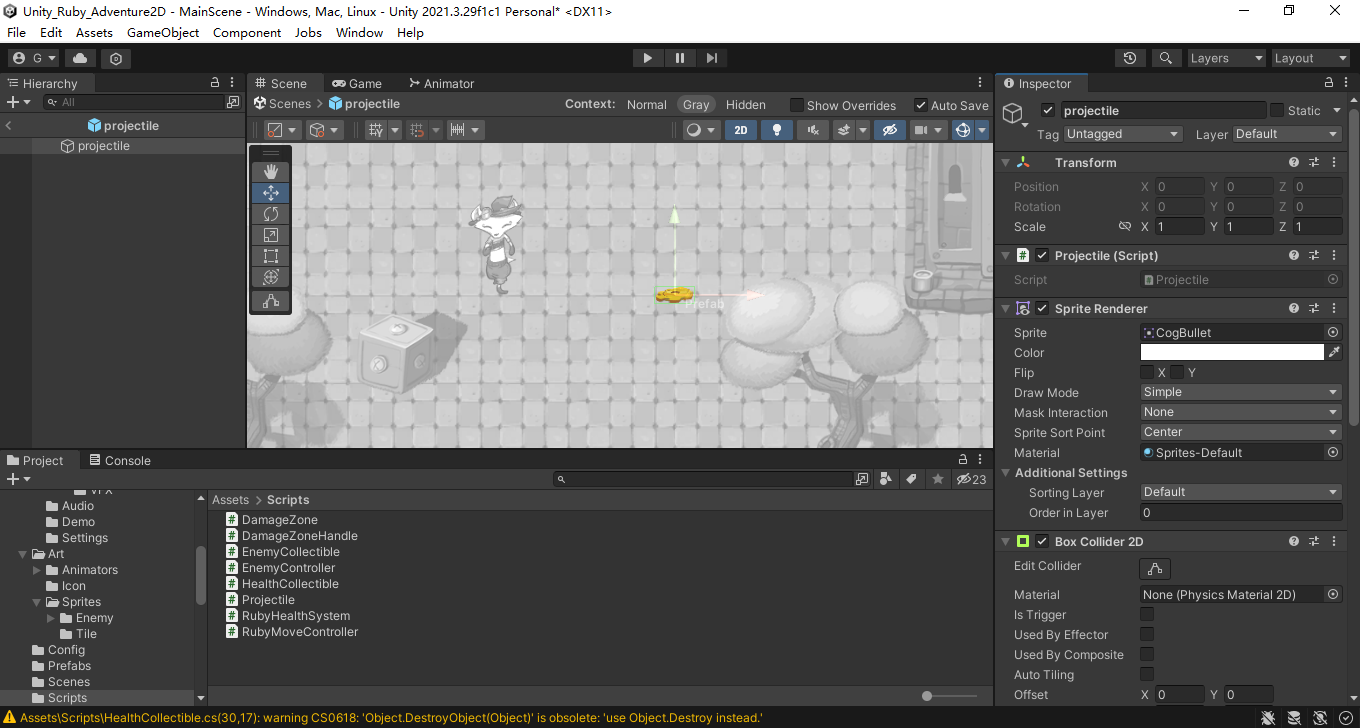 Unity_Ruby_Adventure2D - MainScene - Windows, Mac, Linux - Unity 2021.3.29f1c1 Personal* <DX11>
File Edit Assets GameObject Component Jobs Window Help
G Layers Layout
Hierarchy
All
projectile
projectile
Scene Game Animator
Scenes > projectile Context: Normal Gray Hidden Show Overrides Auto Save
2D
Prefab
Inspector
projectile Static
Tag Untagged Layer Default
Transform
Position X 0 Y 0 Z 0
Rotation X 0 Y 0 Z 0
Scale X 1 Y 1 Z 1
Projectile (Script)
Script Projectile
Sprite Renderer
Sprite CogBullet
Color
Flip X Y
Draw Mode Simple
Mask Interaction None
Sprite Sort Point Center
Material Sprites-Default
Additional Settings
Sorting Layer Default
Order in Layer 0
Box Collider 2D
Edit Collider
Material None (Physics Material 2D)
Is Trigger
Used By Effector
Used By Composite
Auto Tiling
Offset X 0 Y 0
Project Console
23
VFX
Audio
Demo
Settings
Art
Animators
Icon
Sprites
Enemy
Tile
Config
Prefabs
Scenes
Scripts
Assets > Scripts
DamageZone
DamageZoneHandle
EnemyCollectible
EnemyController
HealthCollectible
Projectile
RubyHealthSystem
RubyMoveController
Assets\Scripts\HealthCollectible.cs(30,17): warning CS0618: 'Object.DestroyObject(Object)' is obsolete: 'use Object.Destroy instead.'